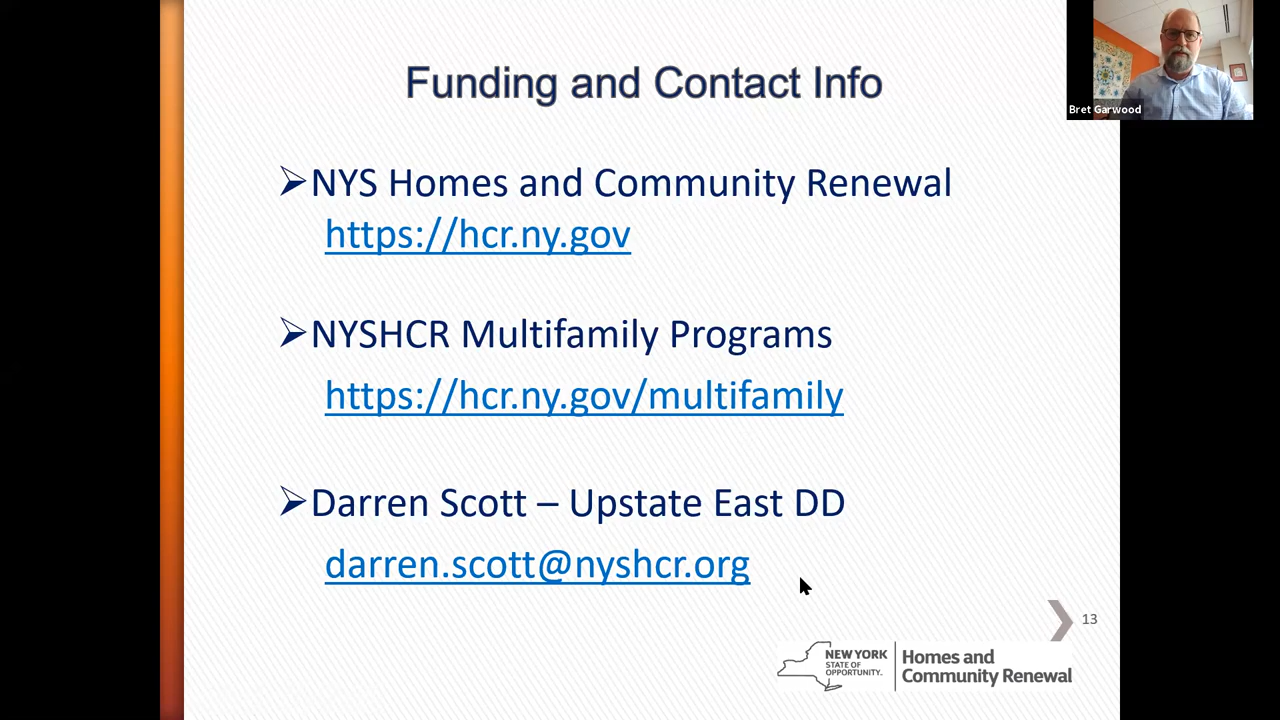 Funding and Contact Info
Bret Garwood
➢NYS Homes and Community Renewal
https://hcr.ny.gov
➢NYSHCR Multifamily Programs
https://hcr.ny.gov/multifamily
➢Darren Scott – Upstate East DD
darren.scott@nyshcr.org
13
NEW YORK
STATE OF
OPPORTUNITY™
Homes and
Community Renewal